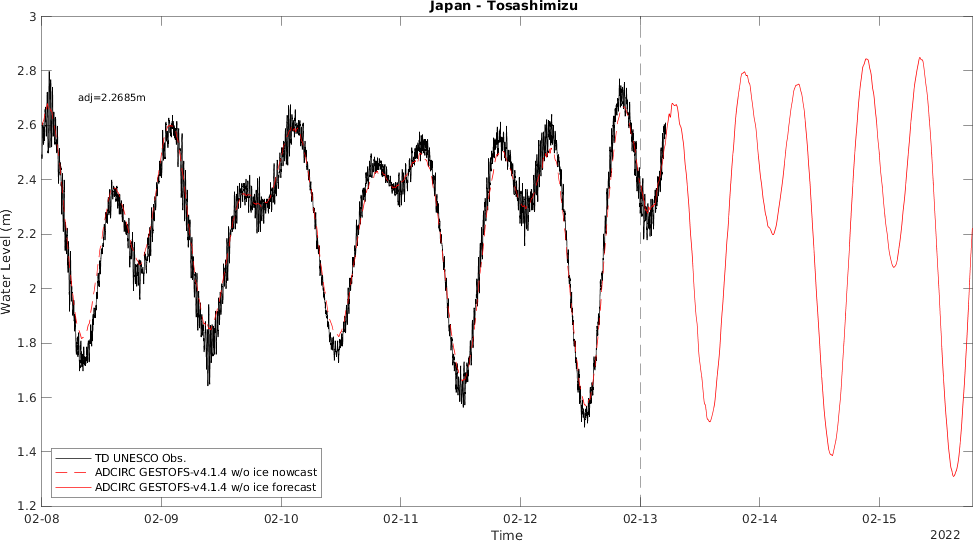 Japan - Tosashimizu
3
2.8
2.6
2.4
2.2
2
1.8
1.6
1.4
1.2
Water Level (m)
adj=2.2685m
TD UNESCO Obs.
ADCIRC GESTOFS-v4.1.4 w/o ice nowcast
ADCIRC GESTOFS-v4.1.4 w/o ice forecast
02-08 02-09 02-10 02-11 02-12 02-13 02-14 02-15
Time
2022